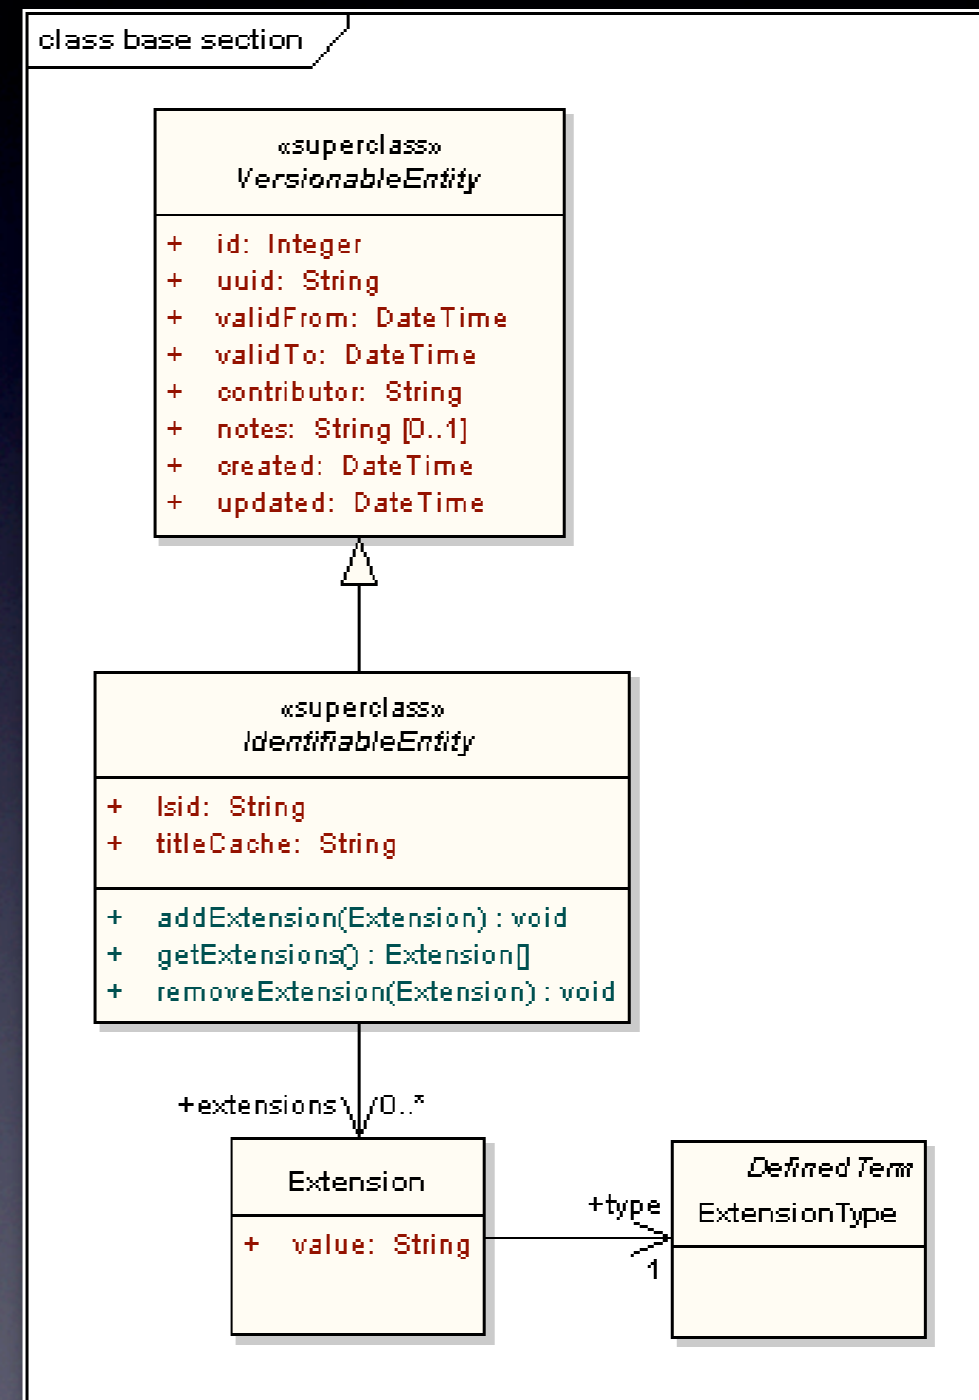 class base section
«superclass»
VersionableEntity
+ id: Integer
+ uuid: String
+ validFrom: DateTime
+ validTo: DateTime
+ contributor: String
+ notes: String [0..1]
+ created: DateTime
+ updated: DateTime
«superclass»
IdentifiableEntity
+ lsid: String
+ titleCache: String
+ addExtension(Extension) : void
+ getExtensions() : Extension[]
+ removeExtension(Extension) : void
+extensions 0..*
Extension
+ value: String
+type
1
DefinedTerm
ExtensionType